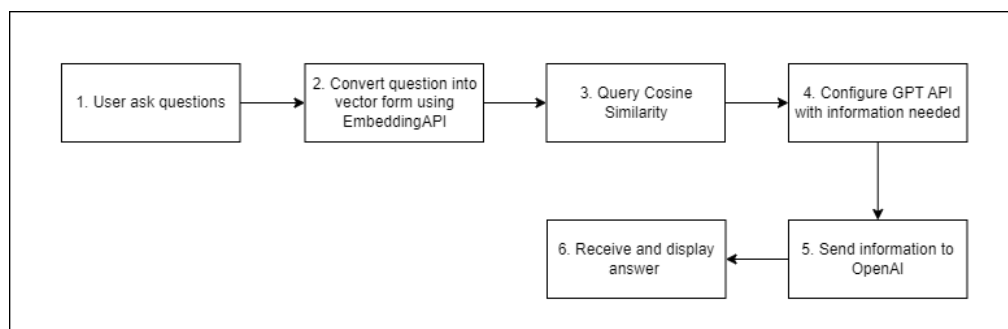 1. User ask questions
2. Convert question into
vector form using
EmbeddingAPI
3. Query Cosine
Similarity
4. Configure GPT API
with information needed
5. Send information to
OpenAI
6. Receive and display
answer